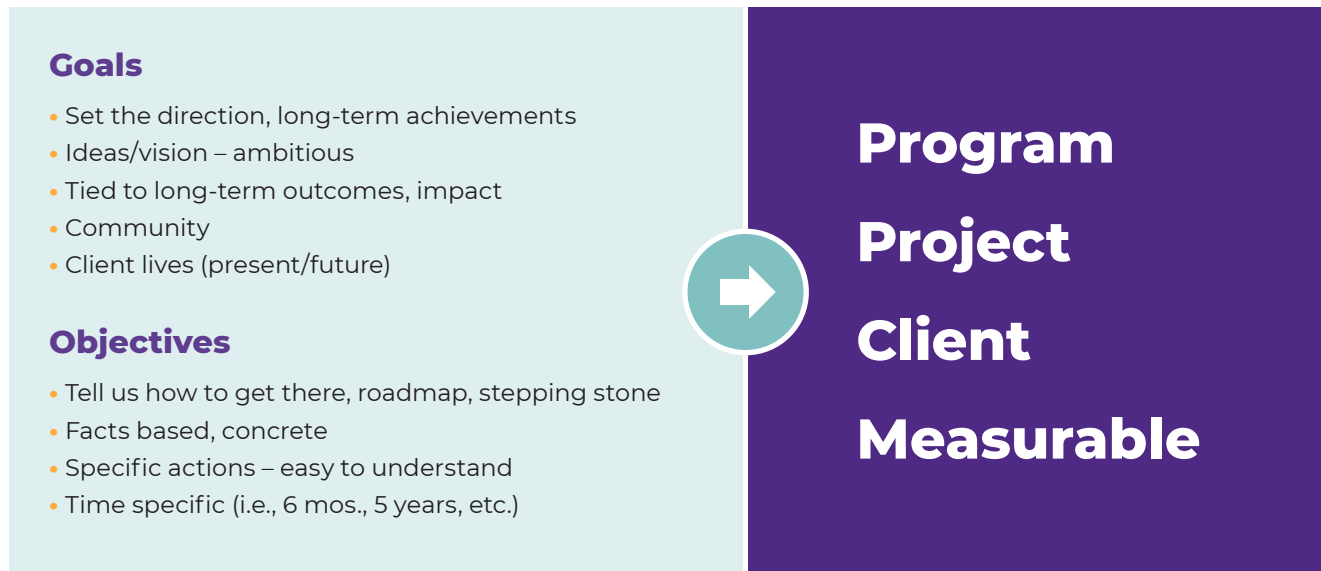 Goals
• Set the direction, long-term achievements
• Ideas/vision – ambitious
• Tied to long-term outcomes, impact
• Community
• Client lives (present/future)
Objectives
• Tell us how to get there, roadmap, stepping stone
• Facts based, concrete
• Specific actions – easy to understand
• Time specific (i.e., 6 mos., 5 years, etc.)
Program
Project
Client
Measurable